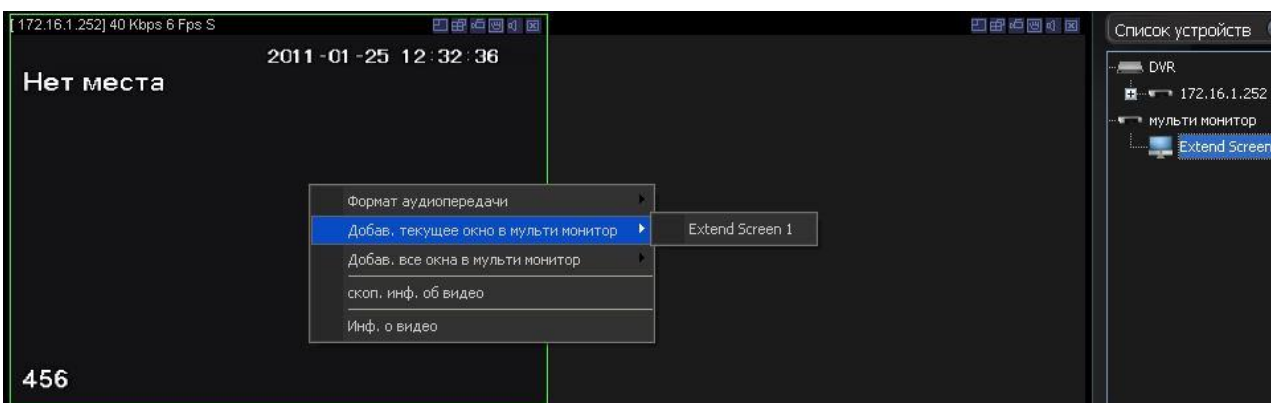 [172.16.1.252] 40 Kbps 6 Fps S
2011-01-25 12:32:36
Нет места
Формат аудиопередачи
Добав. текущее окно в мульти монитор
Extend Screen 1
Добав. все окна в мульти монитор
скоп. инф. об видео
Инф. о видео
456
Список устройств
DVR
172.16.1.252
мульти монитор
Extend Screen